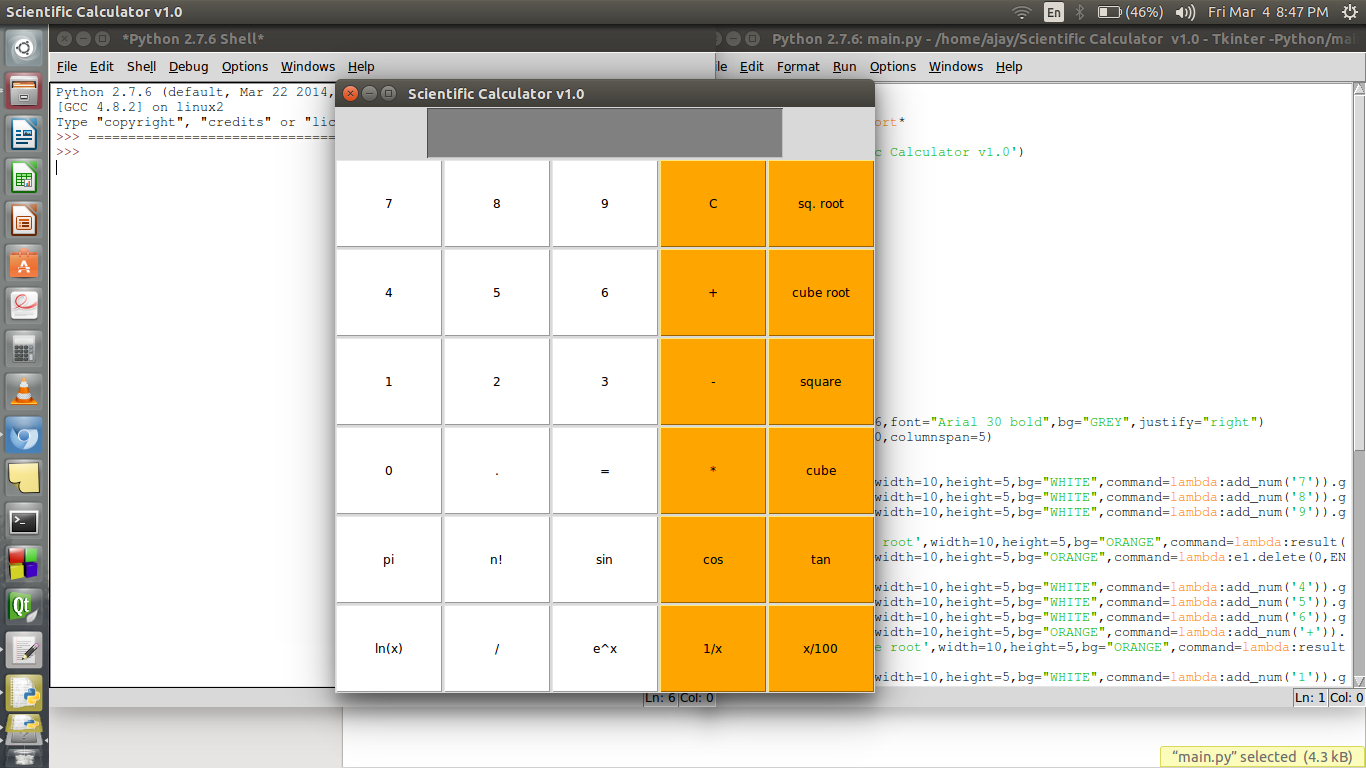 Scientific Calculator v1.0
En
(46%)
Fri Mar 4 8:47 PM
*Python 2.7.6 Shell*
File Edit Shell Debug Options Windows Help
Python 2.7.6 (default, Mar 22 2014,
[GCC 4.8.2] on linux2
Type "copyright", "credits" or "lic
>>> ===================================
>>>
Ln: 6 Col: 0
Python 2.7.6: main.py - /home/ajay/Scientific Calculator v1.0 - Tkinter -Python/mai
le Edit Format Run Options Windows Help
ort*
c Calculator v1.0')
6,font="Arial 30 bold",bg="GREY",justify="right")
0,columnspan=5)
width=10,height=5,bg="WHITE",command=lambda:add_num('7')).g
width=10,height=5,bg="WHITE",command=lambda:add_num('8')).g
width=10,height=5,bg="WHITE",command=lambda:add_num('9')).g
root',width=10,height=5,bg="ORANGE",command=lambda:result(
width=10,height=5,bg="ORANGE",command=lambda:e1.delete(0,EN
width=10,height=5,bg="WHITE",command=lambda:add_num('4')).g
width=10,height=5,bg="WHITE",command=lambda:add_num('5')).g
width=10,height=5,bg="WHITE",command=lambda:add_num('6')).g
width=10,height=5,bg="ORANGE",command=lambda:add_num('+')).
e root',width=10,height=5,bg="ORANGE",command=lambda:result
width=10,height=5,bg="WHITE",command=lambda:add_num('1')).g
Ln: 1 Col: 0
Scientific Calculator v1.0
7 8 9 C sq. root
4 5 6 + cube root
1 2 3 - square
0 . = * cube
pi n! sin cos tan
ln(x) / e^x 1/x x/100
"main.py" selected (4.3 kB)